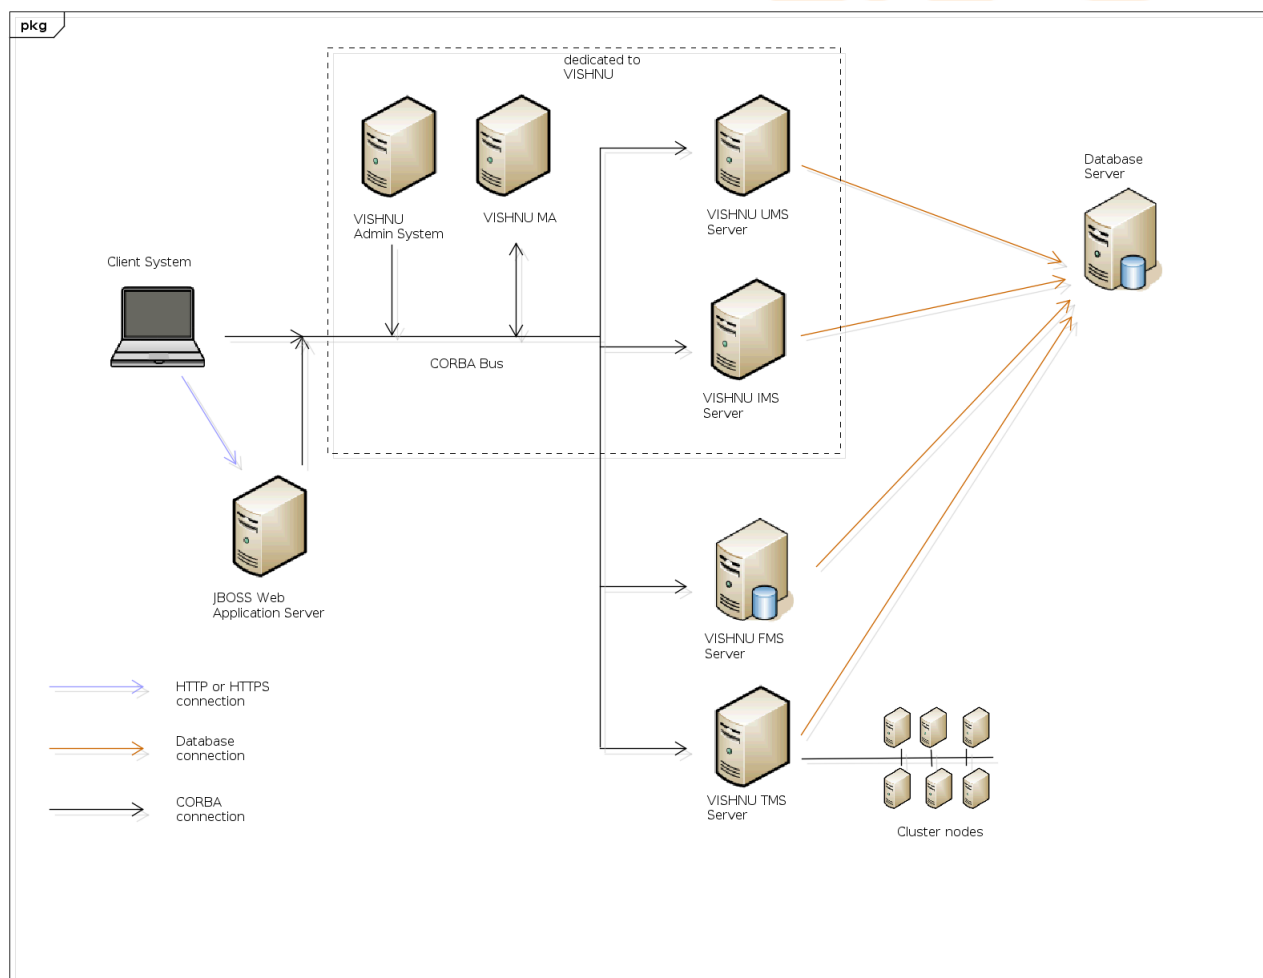 pkg
dedicated to
VISHNU
Database
Server
VISHNU
Admin System
VISHNU MA
VISHNU UMS
Server
Client System
CORBA Bus
VISHNU IMS
Server
JBOSS Web
Application Server
VISHNU FMS
Server
HTTP or HTTPS
connection
Database
connection
CORBA
connection
VISHNU TMS
Server
Cluster nodes